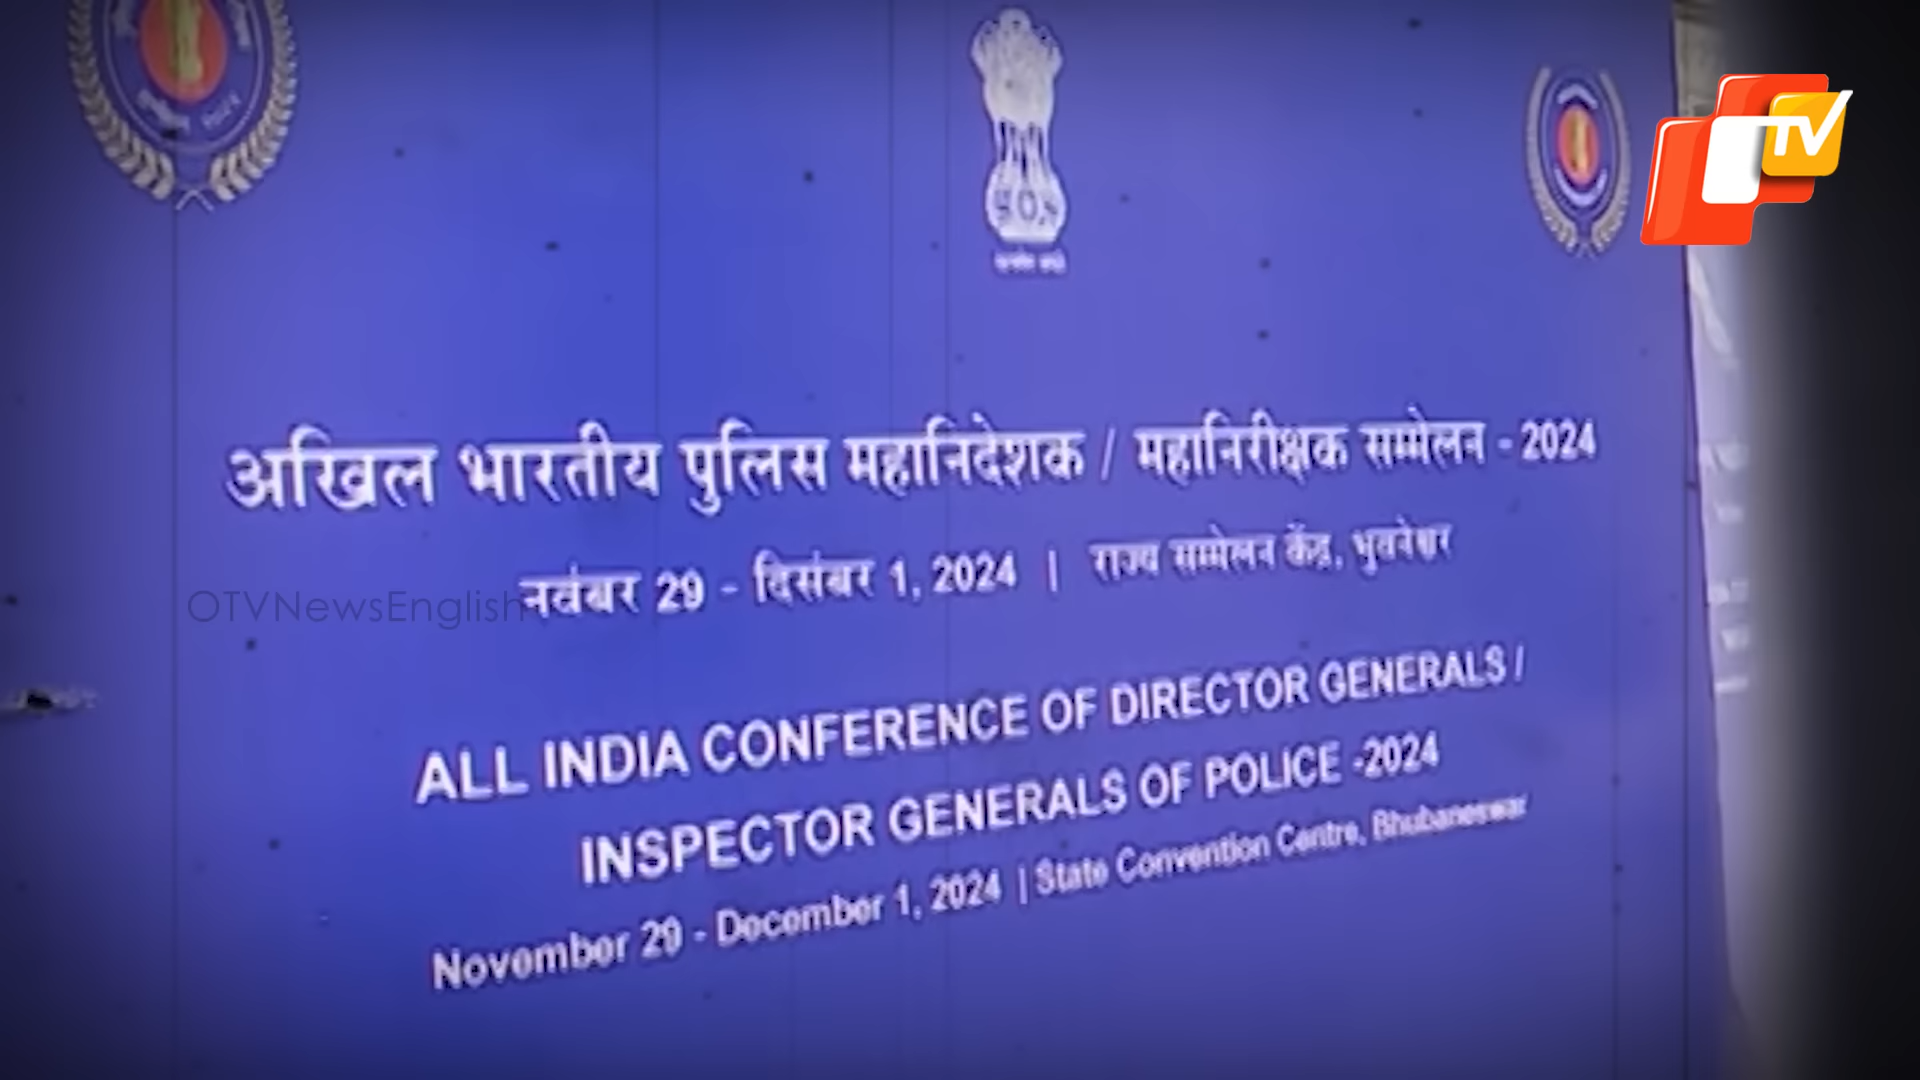 TV
अखिल भारतीय पुलिस महानिदेशक / महानिरीक्षक सम्मेलन - 2024
नवंबर 29 - दिसंबर 1, 2024 | राज्य सम्मेलन केंद्र, भुवनेश्वर
OTVNewsEnglish
ALL INDIA CONFERENCE OF DIRECTOR GENERALS /
INSPECTOR GENERALS OF POLICE -2024
November 29 - December 1, 2024 | State Convention Centre, Bhubaneswar